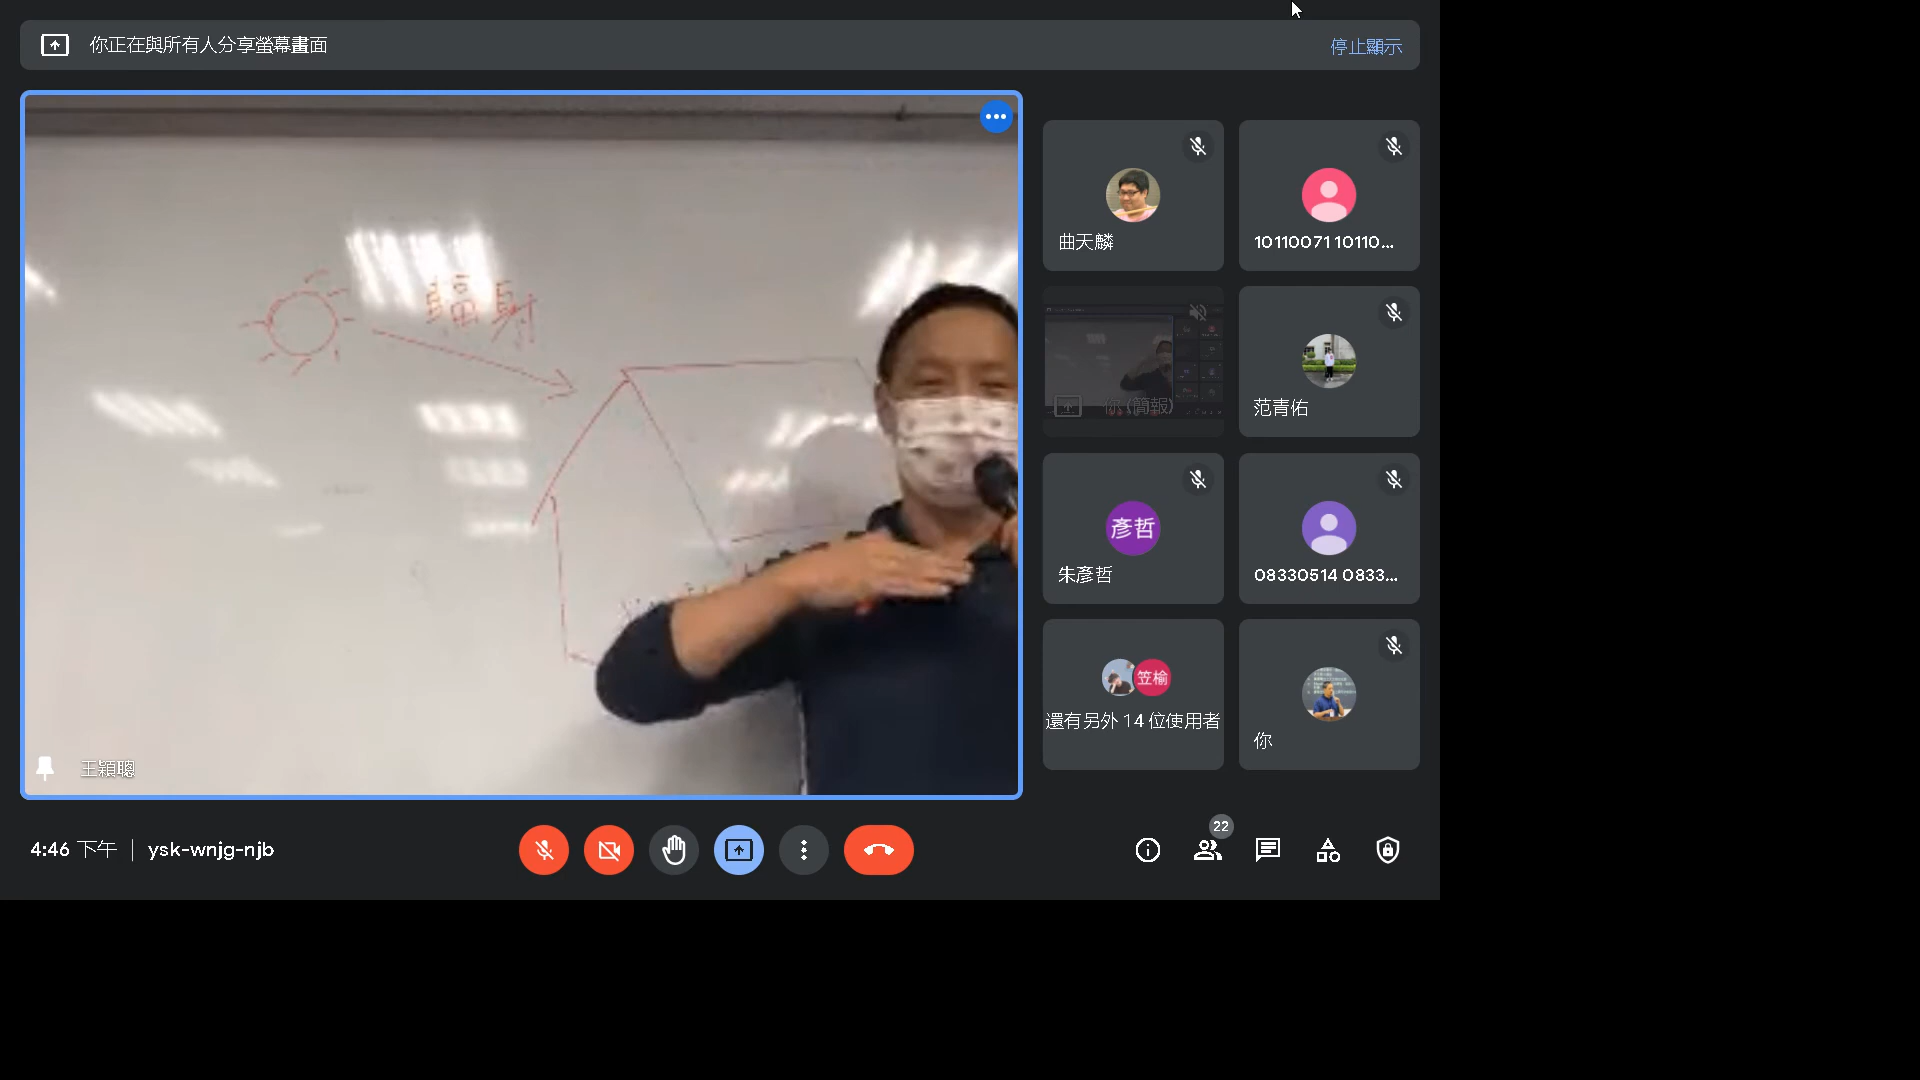 你正在與所有人分享螢幕畫面
停止顯示
輻射
曲天麟
10110071 10110...
你 (簡報)
范青佑
彥哲
朱彥哲
08330514 0833...
笠榆
還有另外 14 位使用者
你
王穎聰
4:46 下午 | ysk-wnjg-njb
22